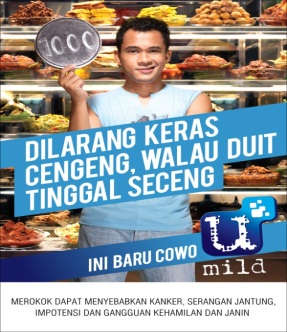 1000
DILARANG KERAS
CENGENG, WALAU DUIT
TINGGAL SECENG
INI BARU COWO
U
mild
MEROKOK DAPAT MENYEBABKAN KANKER, SERANGAN JANTUNG,
IMPOTENSI DAN GANGGUAN KEHAMILAN DAN JANIN